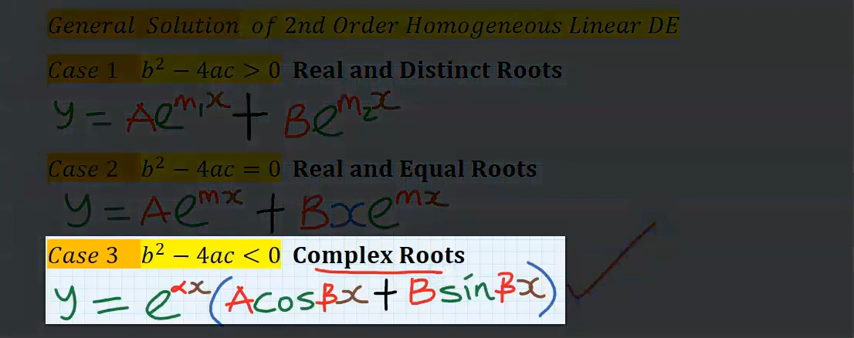 General Solution of 2nd Order Homogeneous Linear DE
Case 1 b² − 4ac > 0 Real and Distinct Roots
y = Ae^{m₁x} + Be^{m₂x}
Case 2 b² − 4ac = 0 Real and Equal Roots
y = Ae^{mx} + Bxe^{mx}
Case 3 b² − 4ac < 0 Complex Roots
y = e^{αx}(Acosβx + Bsinβx)